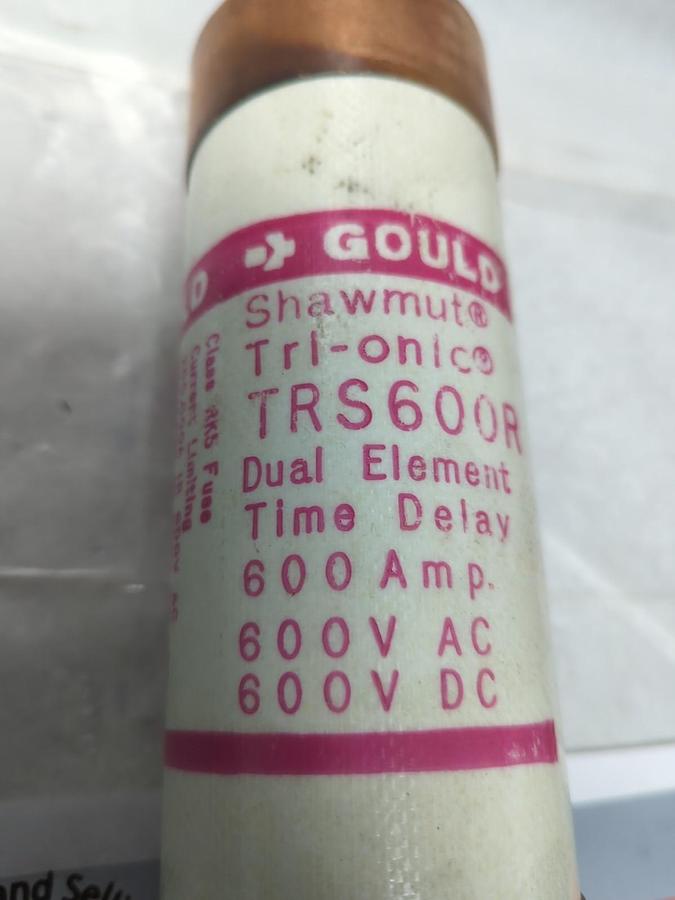 GOULD
Shawmut®
Tri-onic®
TRS600R
Dual Element
Time Delay
600 Amp.
600V AC
600V DC
Class RK5 Fuse
Current Limiting